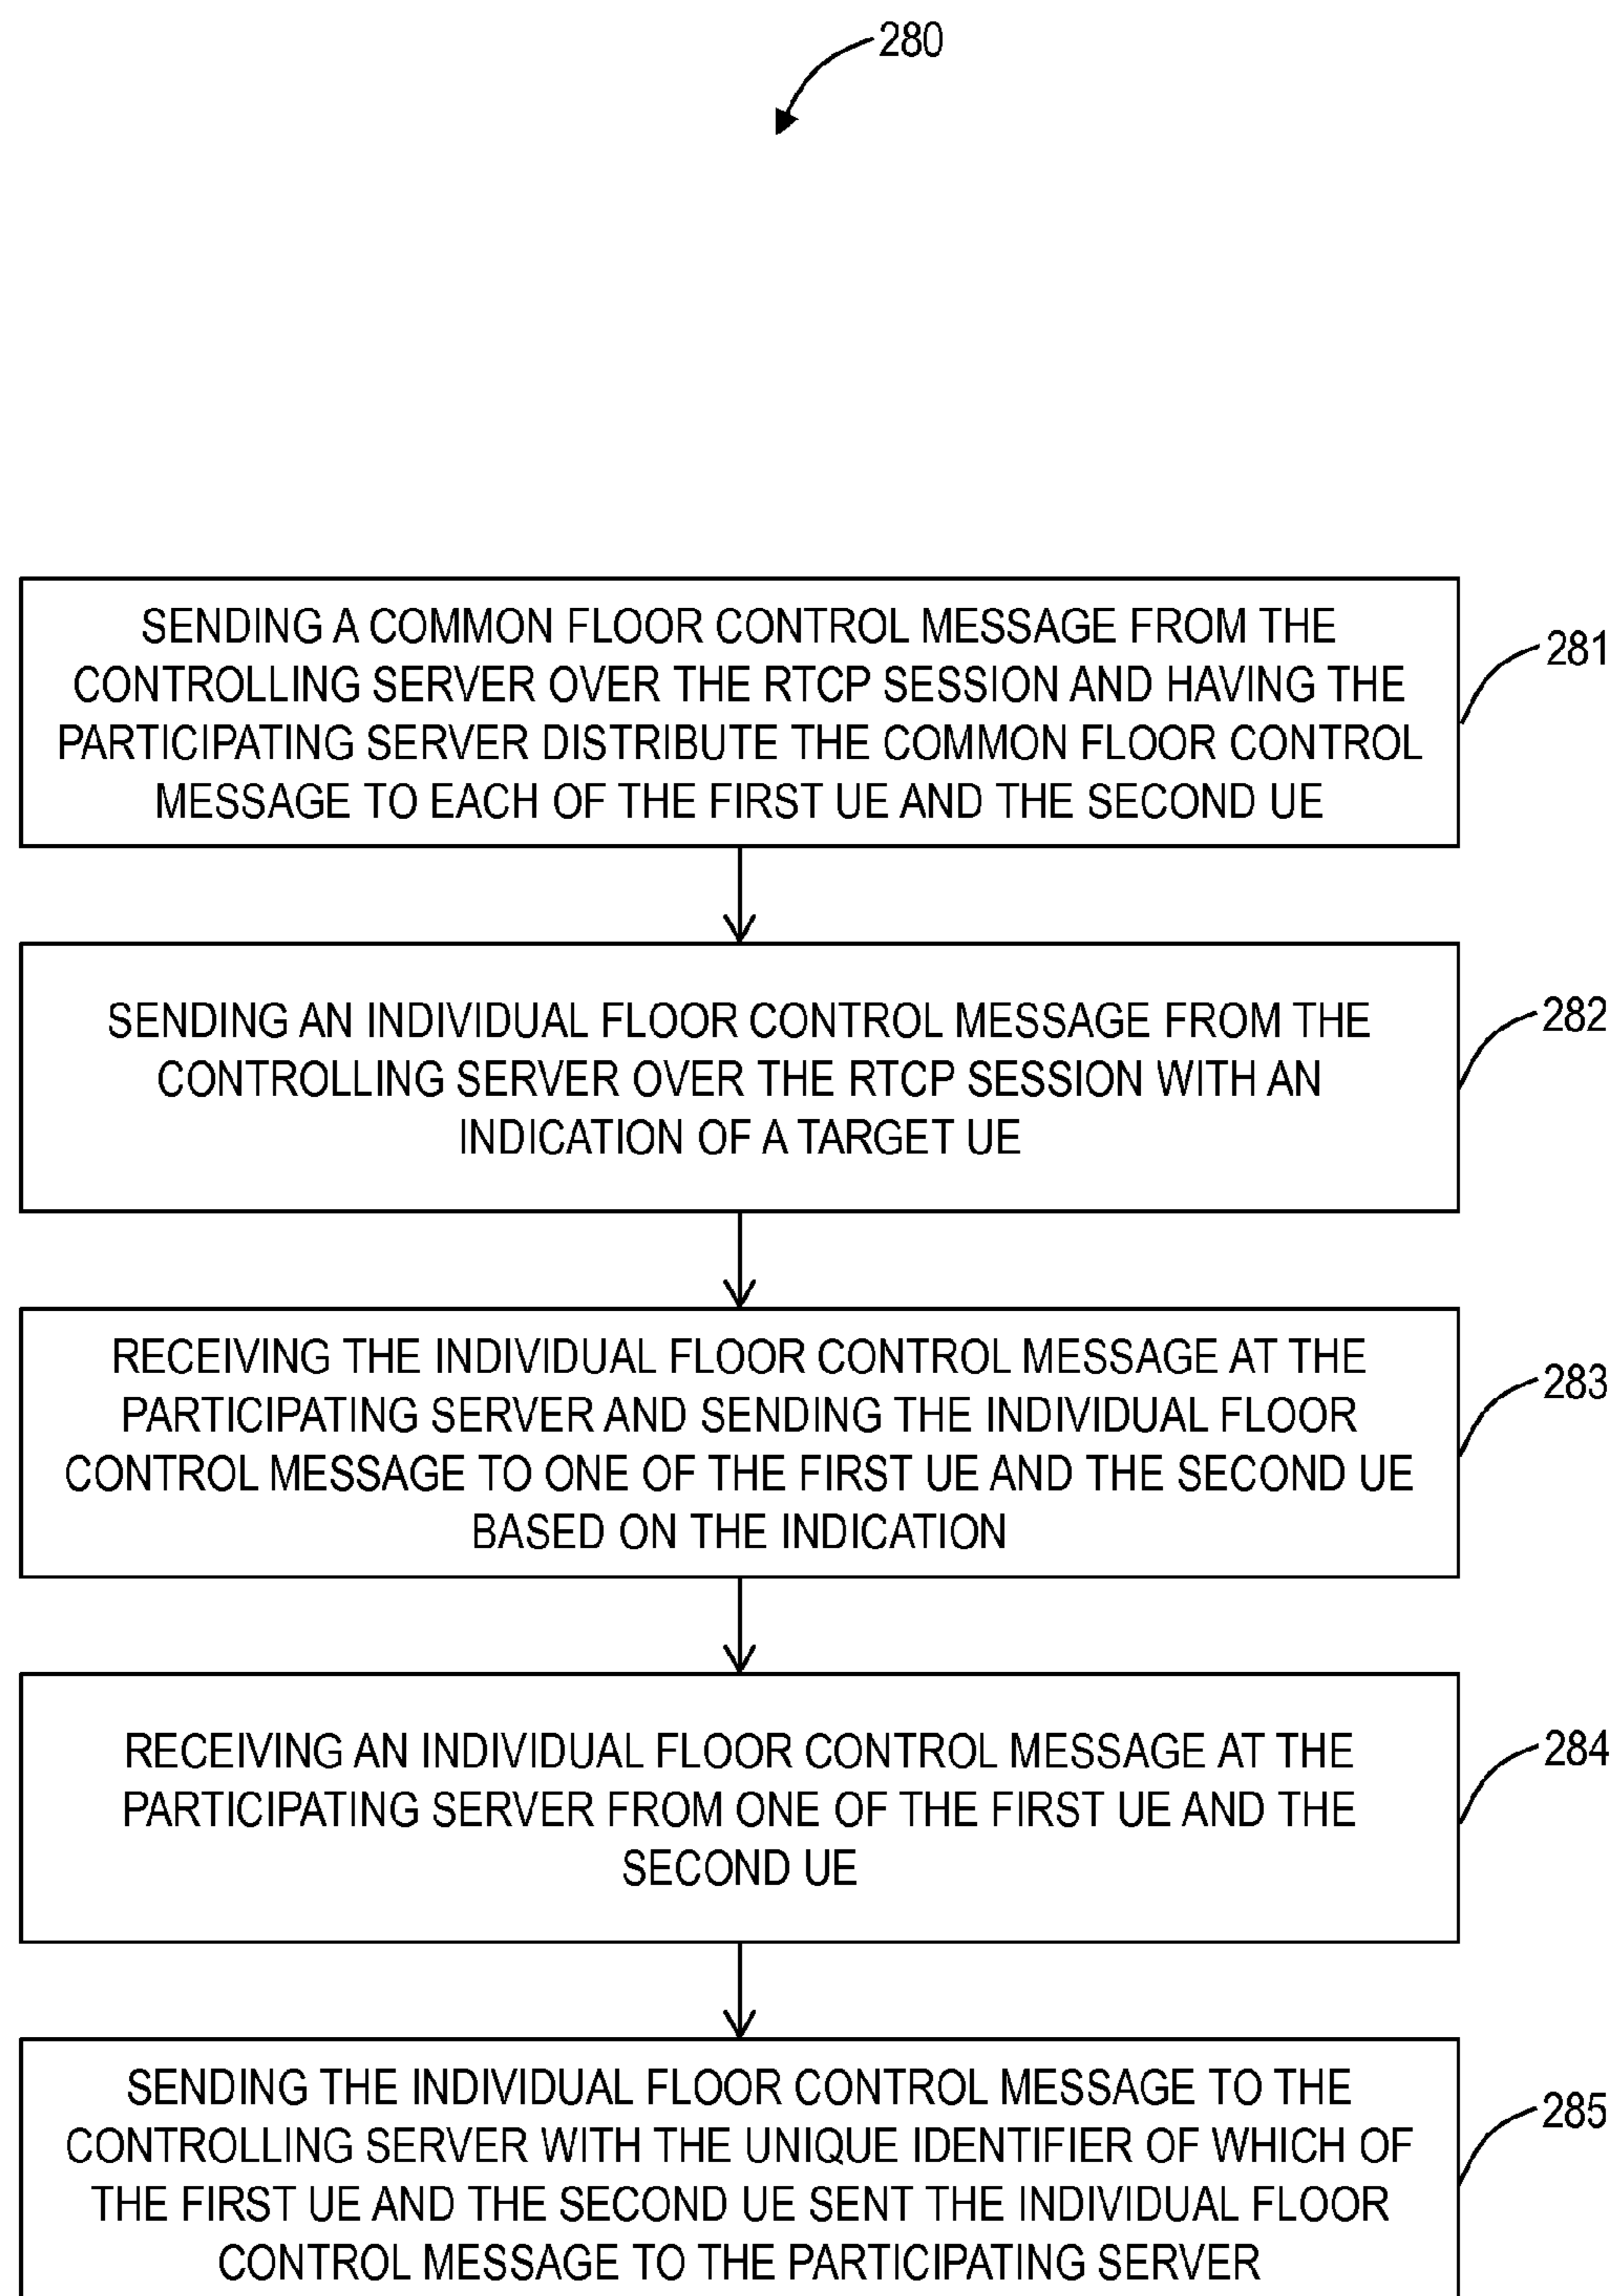 280
SENDING A COMMON FLOOR CONTROL MESSAGE FROM THE
CONTROLLING SERVER OVER THE RTCP SESSION AND HAVING THE
PARTICIPATING SERVER DISTRIBUTE THE COMMON FLOOR CONTROL
MESSAGE TO EACH OF THE FIRST UE AND THE SECOND UE
281
SENDING AN INDIVIDUAL FLOOR CONTROL MESSAGE FROM THE
CONTROLLING SERVER OVER THE RTCP SESSION WITH AN
INDICATION OF A TARGET UE
282
RECEIVING THE INDIVIDUAL FLOOR CONTROL MESSAGE AT THE
PARTICIPATING SERVER AND SENDING THE INDIVIDUAL FLOOR
CONTROL MESSAGE TO ONE OF THE FIRST UE AND THE SECOND UE
BASED ON THE INDICATION
283
RECEIVING AN INDIVIDUAL FLOOR CONTROL MESSAGE AT THE
PARTICIPATING SERVER FROM ONE OF THE FIRST UE AND THE
SECOND UE
284
SENDING THE INDIVIDUAL FLOOR CONTROL MESSAGE TO THE
CONTROLLING SERVER WITH THE UNIQUE IDENTIFIER OF WHICH OF
THE FIRST UE AND THE SECOND UE SENT THE INDIVIDUAL FLOOR
CONTROL MESSAGE TO THE PARTICIPATING SERVER
285